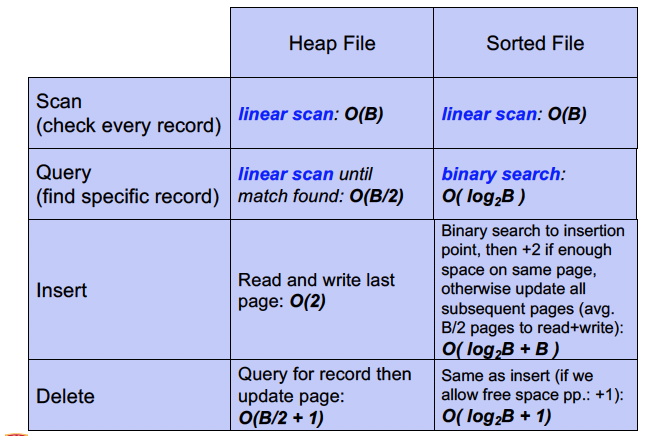 Heap File
Sorted File
Scan
(check every record)
linear scan: O(B)
linear scan: O(B)
Query
(find specific record)
linear scan until
match found: O(B/2)
binary search:
O( log₂B )
Insert
Read and write last
page: O(2)
Binary search to insertion
point, then +2 if enough
space on same page,
otherwise update all
subsequent pages (avg.
B/2 pages to read+write):
O( log₂B + B )
Delete
Query for record then
update page:
O(B/2 + 1)
Same as insert (if we
allow free space pp.: +1):
O( log₂B + 1)